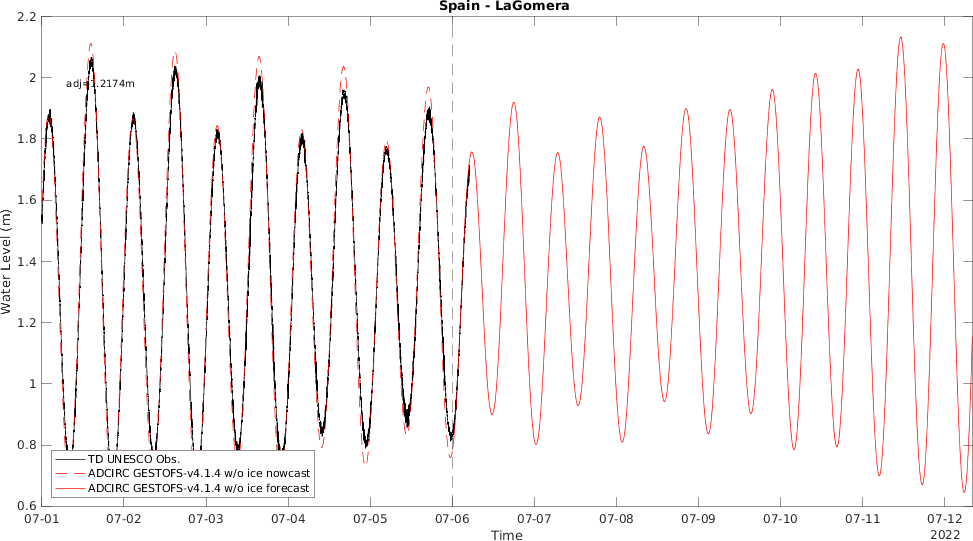 Spain - LaGomera
2.2
2
1.8
1.6
1.4
1.2
1
0.8
0.6
Water Level (m)
adj=1.2174m
TD UNESCO Obs.
ADCIRC GESTOFS-v4.1.4 w/o ice nowcast
ADCIRC GESTOFS-v4.1.4 w/o ice forecast
07-01 07-02 07-03 07-04 07-05 07-06 07-07 07-08 07-09 07-10 07-11 07-12
2022
Time